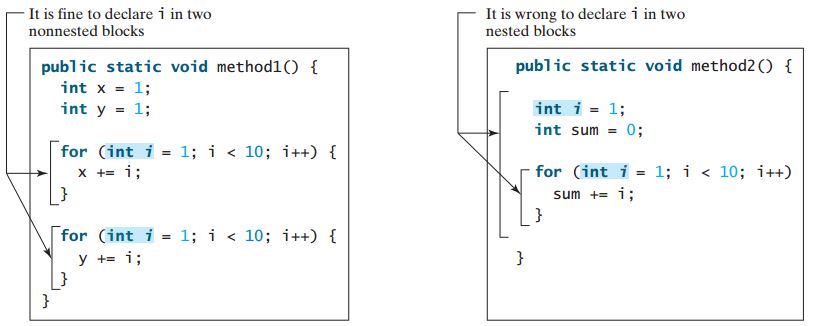 It is fine to declare i in two
nonnested blocks
public static void method1() {
int x = 1;
int y = 1;
for (int i = 1; i < 10; i++) {
x += i;
}
for (int i = 1; i < 10; i++) {
y += i;
}
}
It is wrong to declare i in two
nested blocks
public static void method2() {
int i = 1;
int sum = 0;
for (int i = 1; i < 10; i++)
sum += i;
}
}